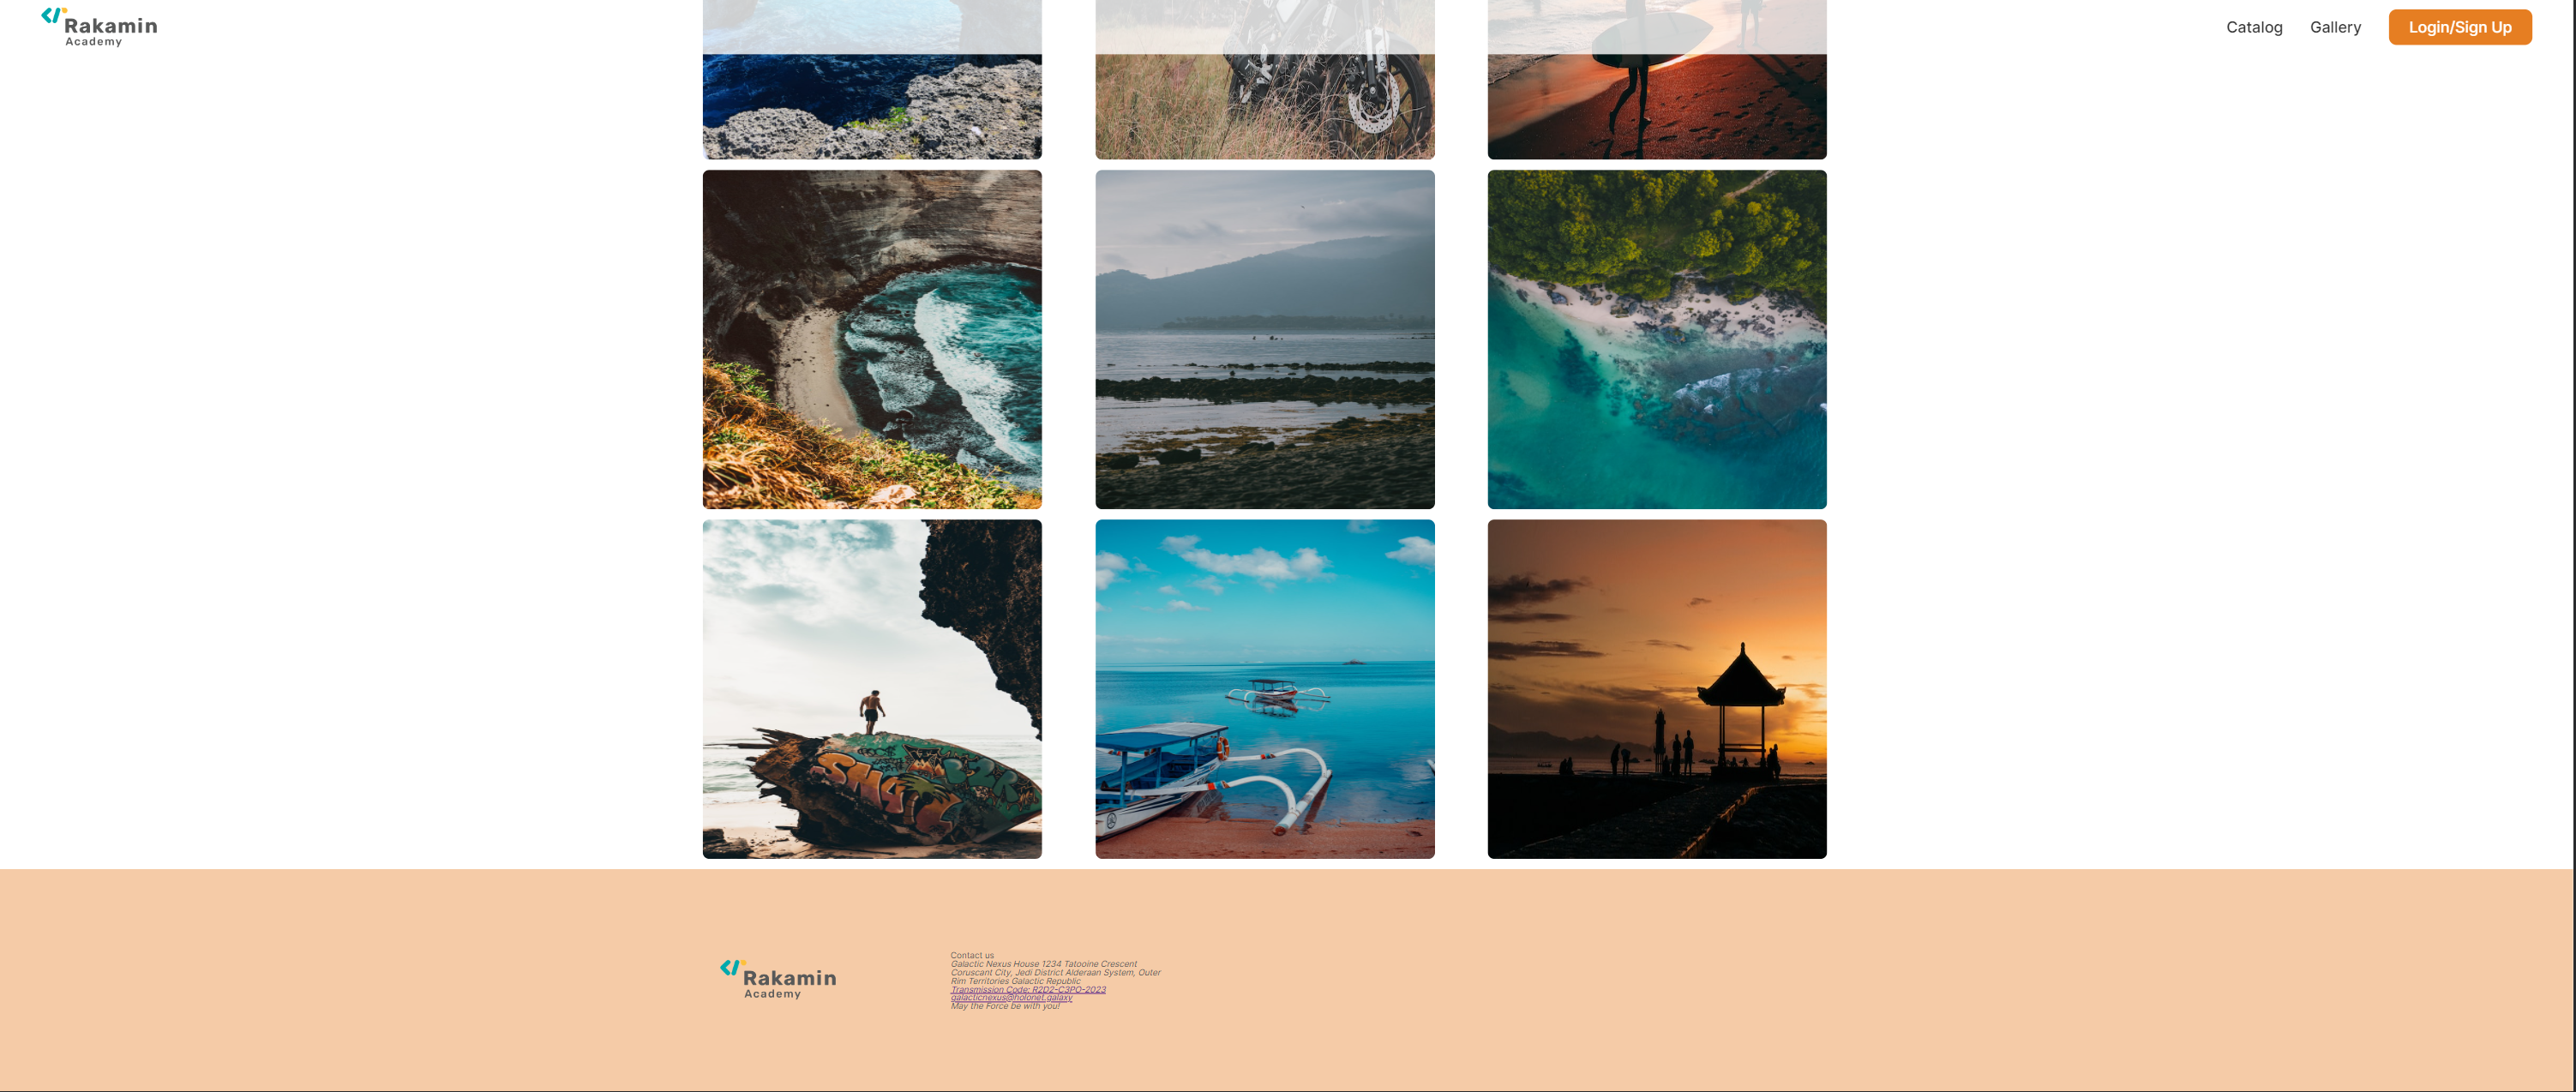 Rakamin
Academy
Catalog
Gallery
Login/Sign Up
Rakamin
Academy
Contact us
Galactic Nexus House 1234 Tatooine Crescent
Coruscant City, Jedi District Alderaan System, Outer
Rim Territories Galactic Republic
Transmission Code: R2D2-C3PO-2023
galacticnexus@holonet.galaxy
May the Force be with you!